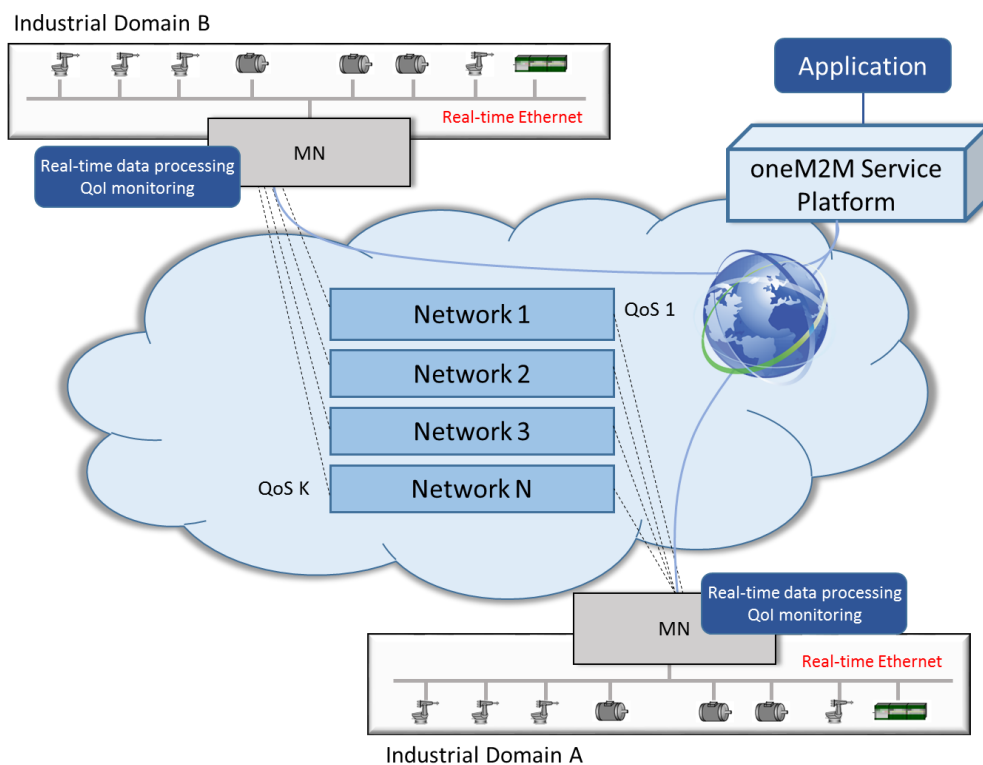 Industrial Domain B
Application
Real-time Ethernet
MN
Real-time data processing
QoI monitoring
oneM2M Service
Platform
Network 1
QoS 1
Network 2
Network 3
QoS K
Network N
Real-time data processing
QoI monitoring
MN
Real-time Ethernet
Industrial Domain A